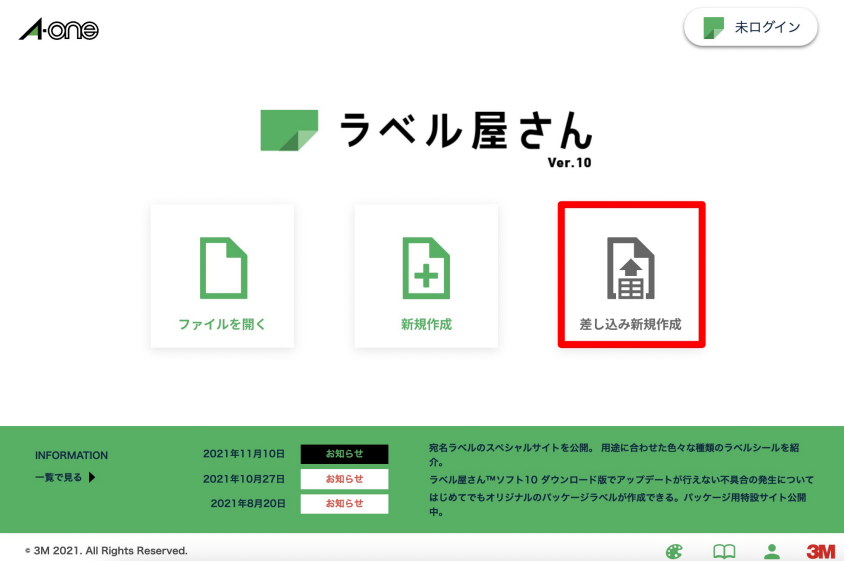 A-one
未ログイン
ラベル屋さん
Ver.10
ファイルを開く
新規作成
差し込み新規作成
INFORMATION
一覧で見る
2021年11月10日
お知らせ
宛名ラベルのスペシャルサイトを公開。 用途に合わせた色々な種類のラベルシールを紹
介。
2021年10月27日
お知らせ
ラベル屋さん™ソフト10 ダウンロード版でアップデートが行えない不具合の発生について
2021年8月20日
お知らせ
はじめてでもオリジナルのパッケージラベルが作成できる。パッケージ用特設サイト公開
中。
© 3M 2021. All Rights Reserved.
3M